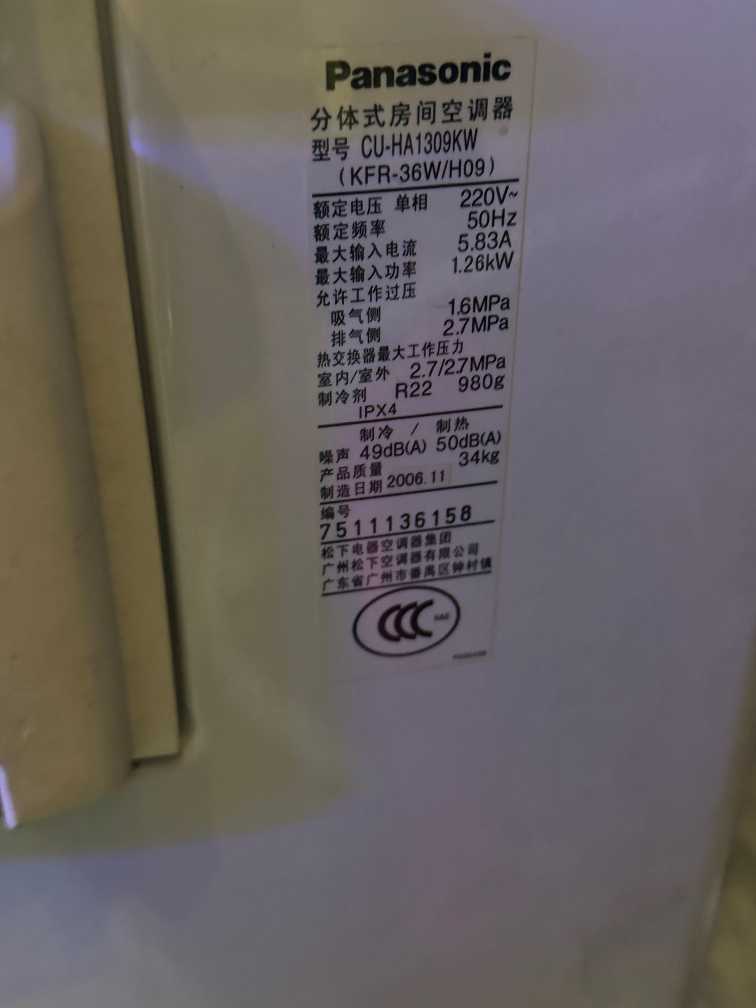 Panasonic
分体式房间空调器
型号 CU-HA1309KW
(KFR-36W/H09)
额定电压 单相 220V~
额定频率 50Hz
最大输入电流 5.83A
最大输入功率 1.26kW
允许工作过压
吸气侧 1.6MPa
排气侧 2.7MPa
热交换器最大工作压力
室内/室外 2.7/2.7MPa
制冷剂 R22 980g
IPX4
制冷 / 制热
噪声 49dB(A) 50dB(A)
产品质量 34kg
制造日期 2006.11
编号
7511136158
松下电器空调器集团
广州松下空调器有限公司
广东省广州市番禺区钟村镇
CCC